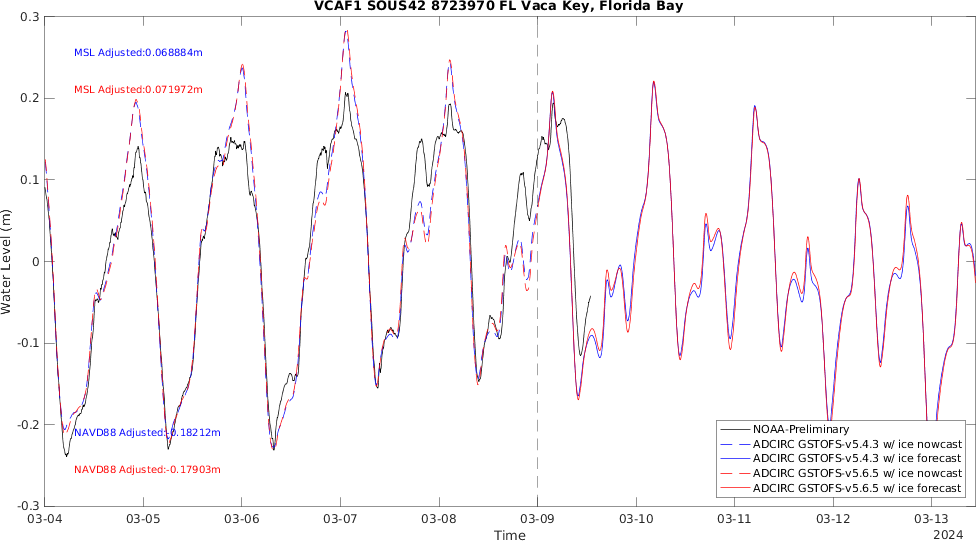 VCAF1 SOUS42 8723970 FL Vaca Key, Florida Bay
0.3
0.2
0.1
0
-0.1
-0.2
-0.3
Water Level (m)
MSL Adjusted:0.068884m
MSL Adjusted:0.071972m
NAVD88 Adjusted:-0.18212m
NAVD88 Adjusted:-0.17903m
NOAA-Preliminary
ADCIRC GSTOFS-v5.4.3 w/ ice nowcast
ADCIRC GSTOFS-v5.4.3 w/ ice forecast
ADCIRC GSTOFS-v5.6.5 w/ ice nowcast
ADCIRC GSTOFS-v5.6.5 w/ ice forecast
03-04 03-05 03-06 03-07 03-08 03-09 03-10 03-11 03-12 03-13
2024
Time